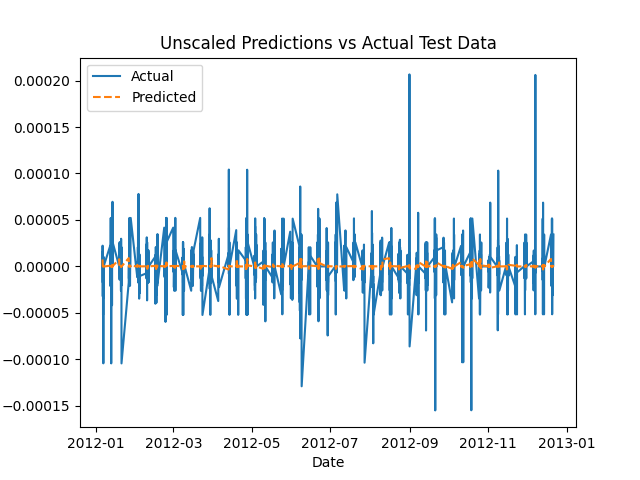 Unscaled Predictions vs Actual Test Data
Actual
Predicted
0.00020
0.00015
0.00010
0.00005
0.00000
−0.00005
−0.00010
−0.00015
2012-01 2012-03 2012-05 2012-07 2012-09 2012-11 2013-01
Date